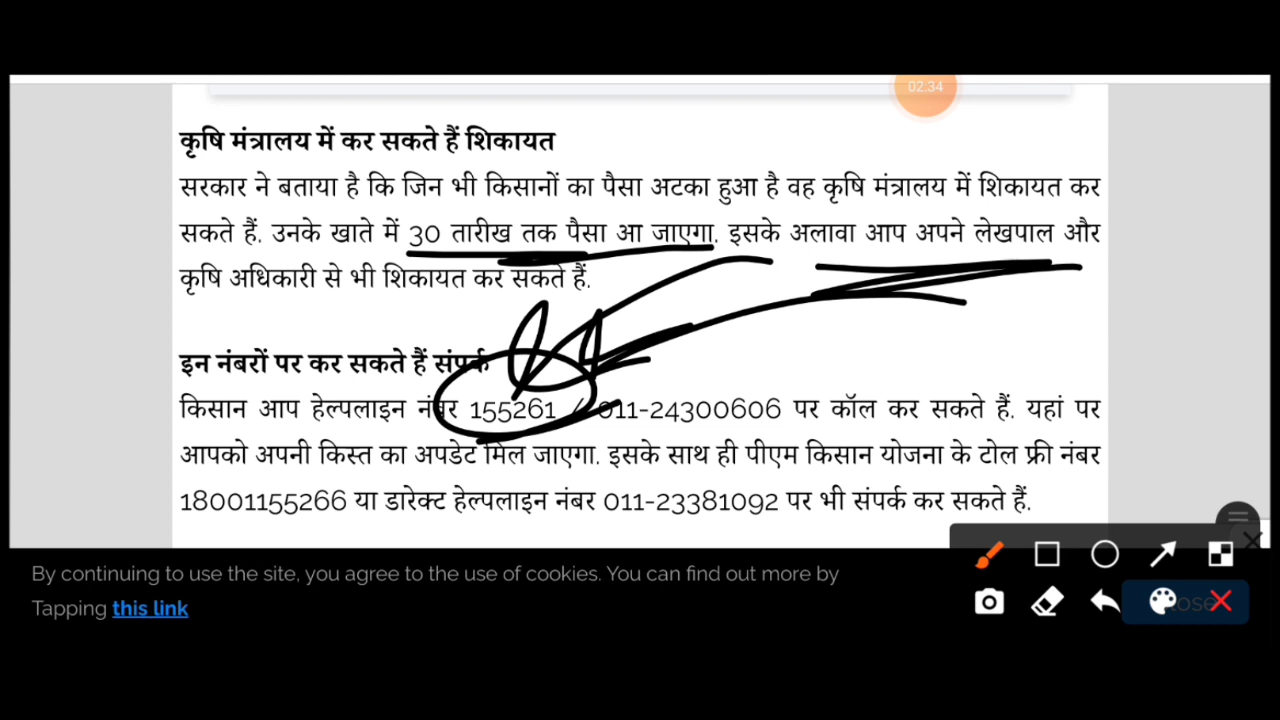 02:34
कृषि मंत्रालय में कर सकते हैं शिकायत
सरकार ने बताया है कि जिन भी किसानों का पैसा अटका हुआ है वह कृषि मंत्रालय में शिकायत कर
सकते हैं. उनके खाते में 30 तारीख तक पैसा आ जाएगा. इसके अलावा आप अपने लेखपाल और
कृषि अधिकारी से भी शिकायत कर सकते हैं.
इन नंबरों पर कर सकते हैं संपर्क
किसान आप हेल्पलाइन नंबर 155261 / 011-24300606 पर कॉल कर सकते हैं. यहां पर
आपको अपनी किस्त का अपडेट मिल जाएगा. इसके साथ ही पीएम किसान योजना के टोल फ्री नंबर
18001155266 या डारेक्ट हेल्पलाइन नंबर 011-23381092 पर भी संपर्क कर सकते हैं.
By continuing to use the site, you agree to the use of cookies. You can find out more by
Tapping this link